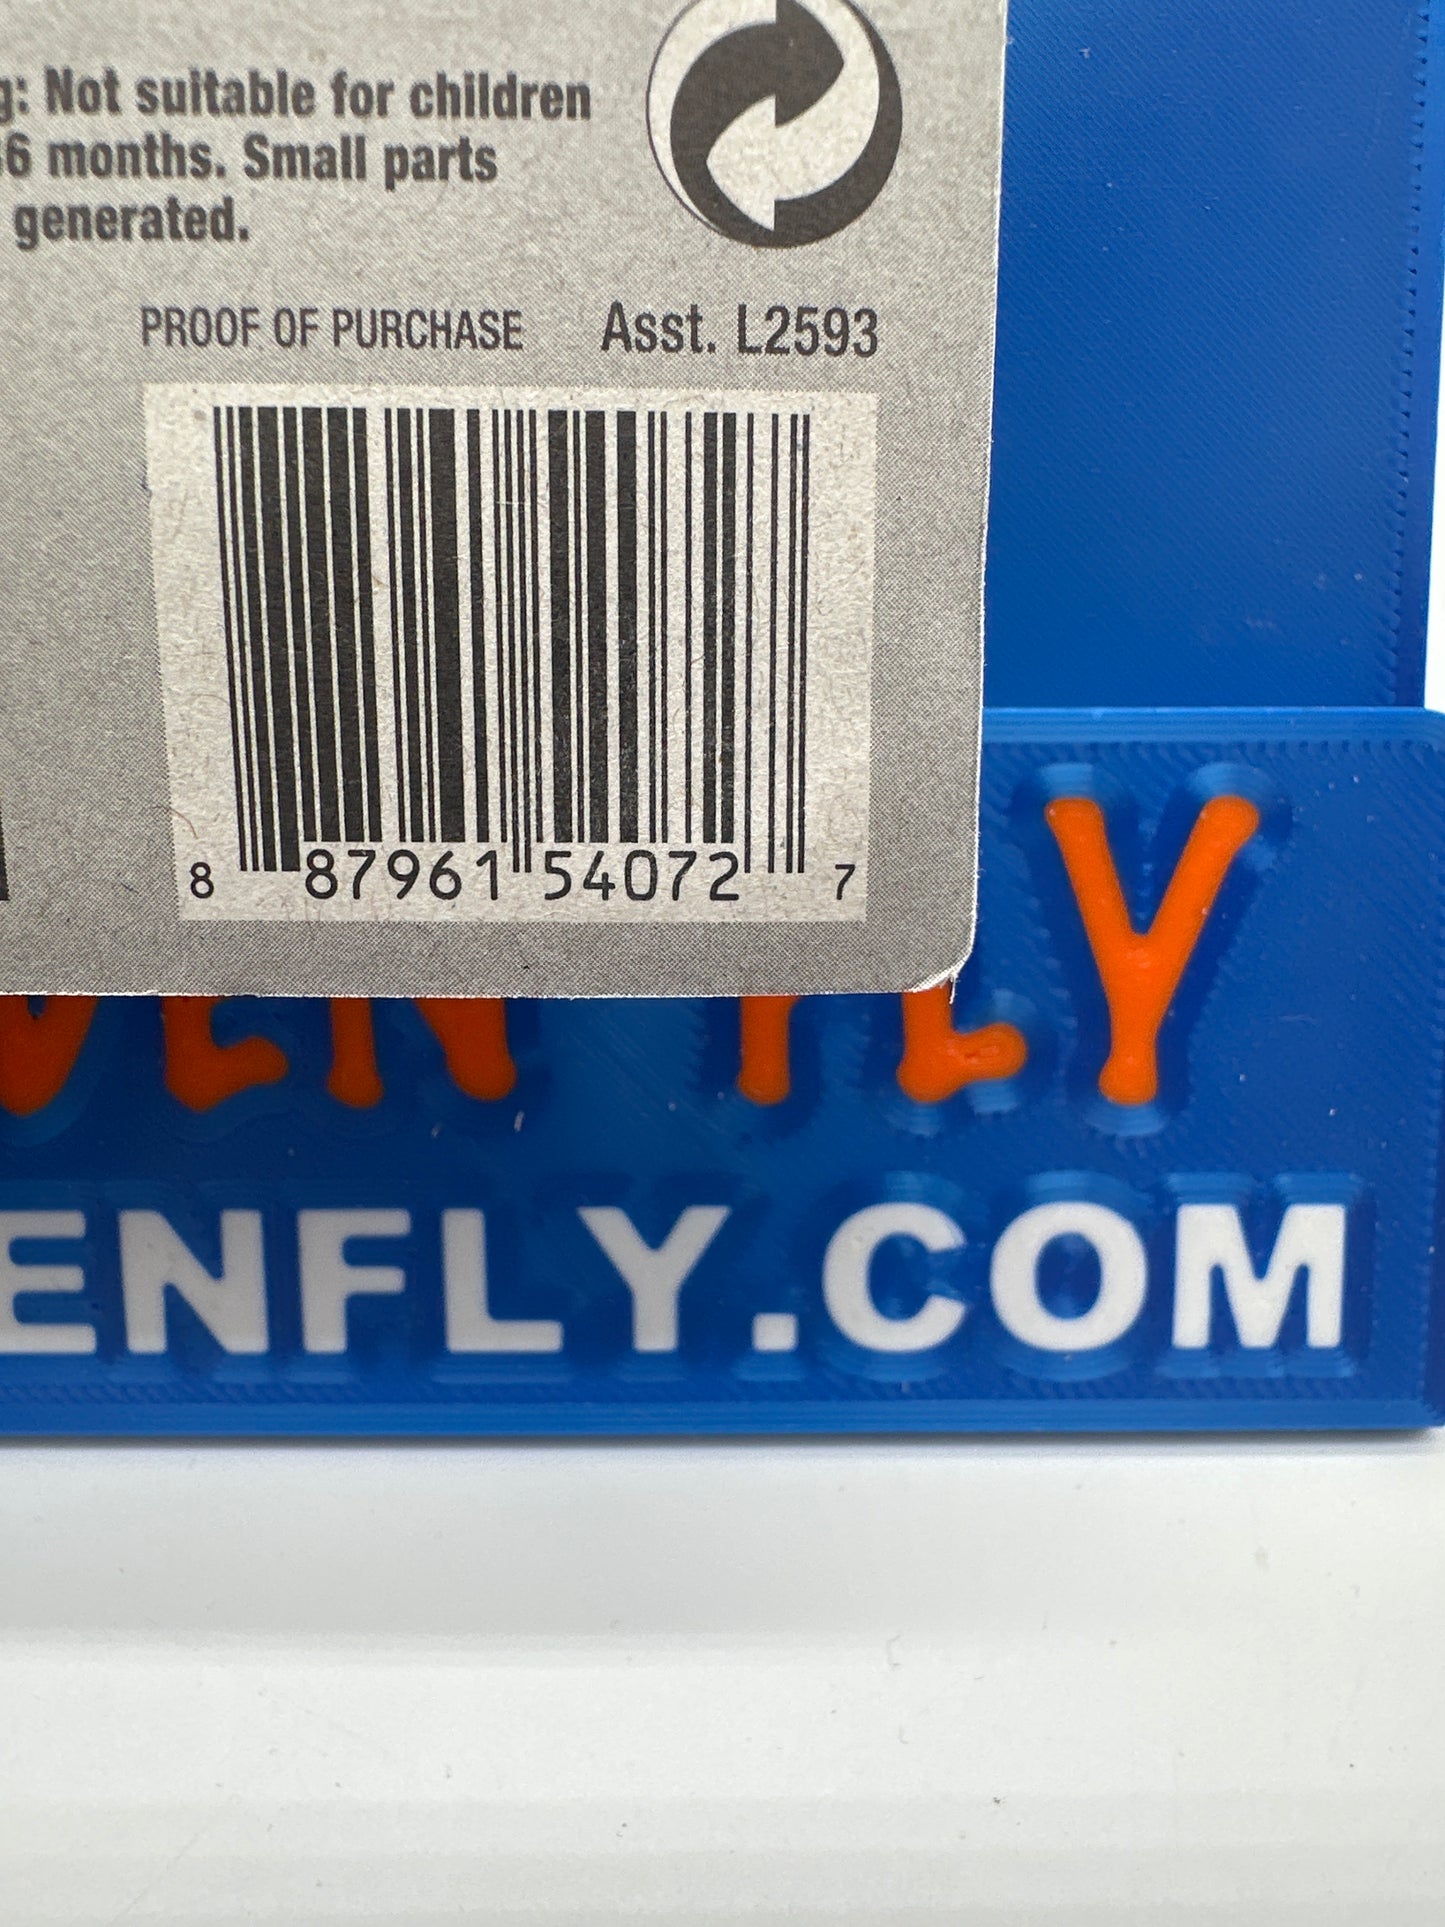 Not suitable for children
6 months. Small parts
generated.
PROOF OF PURCHASE Asst. L2593
8 87961 54072 7
FLY
ENFLY.COM